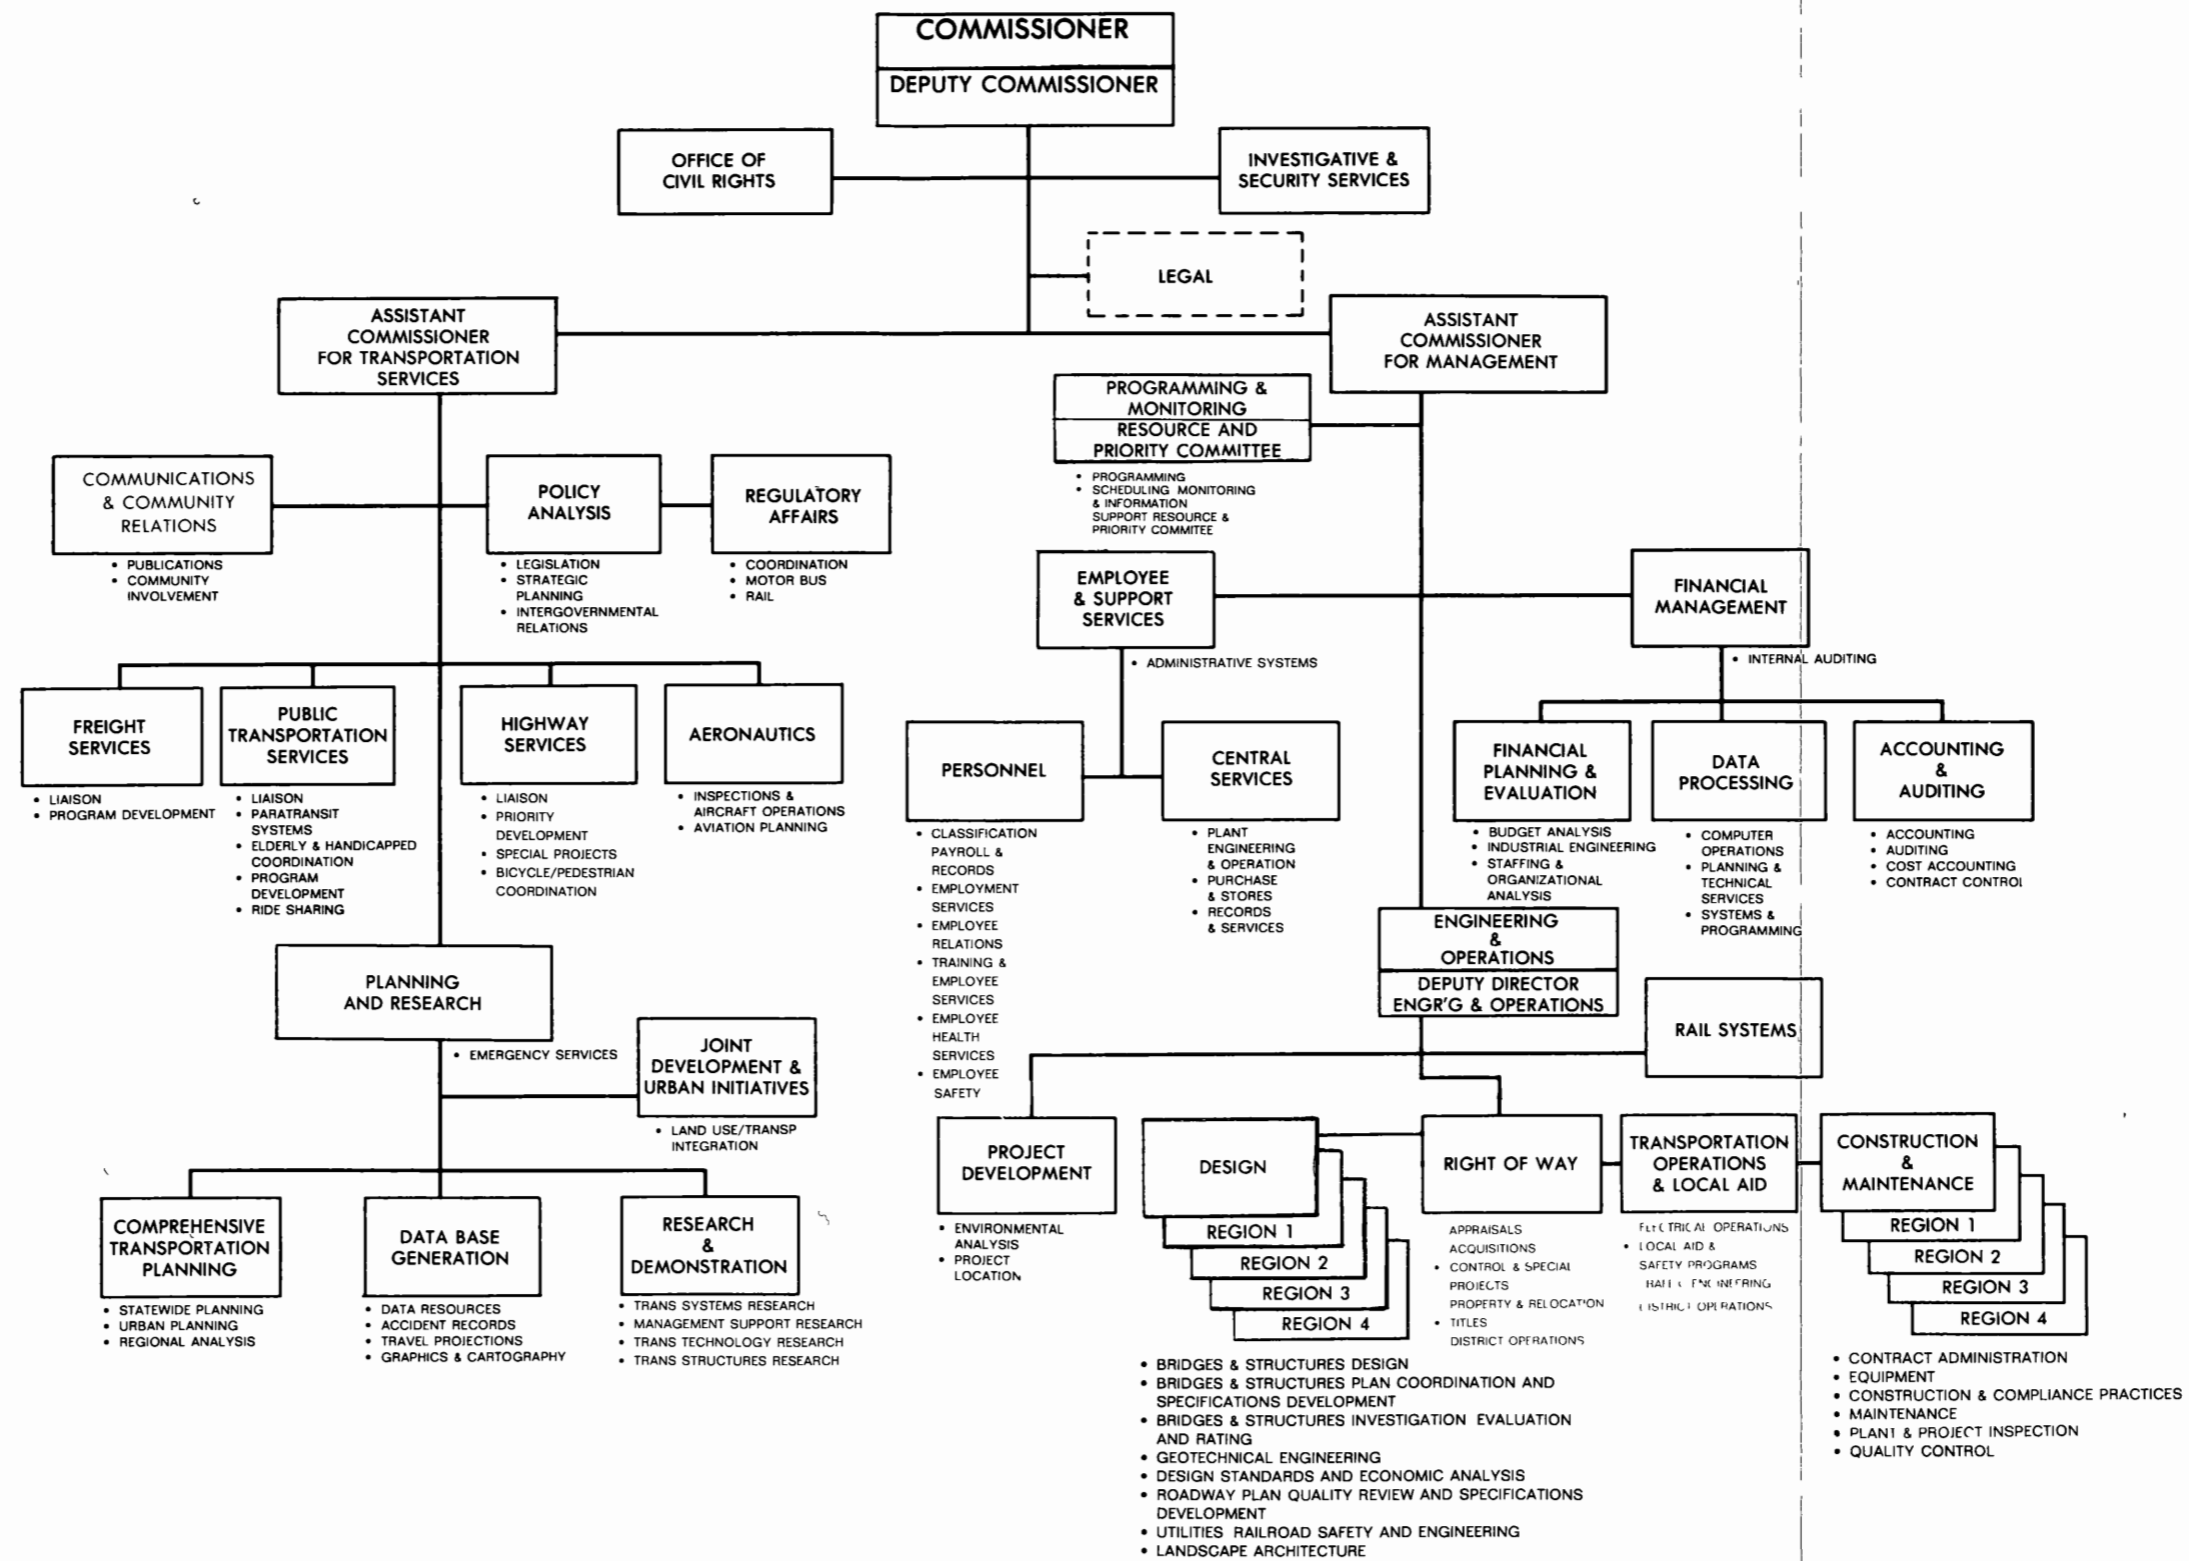 COMMISSIONER
DEPUTY COMMISSIONER
OFFICE OF
CIVIL RIGHTS
INVESTIGATIVE &
SECURITY SERVICES
LEGAL
ASSISTANT
COMMISSIONER
FOR TRANSPORTATION
SERVICES
ASSISTANT
COMMISSIONER
FOR MANAGEMENT
PROGRAMMING &
MONITORING
RESOURCE AND
PRIORITY COMMITTEE
• PROGRAMMING
• SCHEDULING MONITORING
& INFORMATION
SUPPORT RESOURCE &
PRIORITY COMMITEE
COMMUNICATIONS
& COMMUNITY
RELATIONS
• PUBLICATIONS
• COMMUNITY
INVOLVEMENT
POLICY
ANALYSIS
• LEGISLATION
• STRATEGIC
PLANNING
• INTERGOVERNMENTAL
RELATIONS
REGULATORY
AFFAIRS
• COORDINATION
• MOTOR BUS
• RAIL
EMPLOYEE
& SUPPORT
SERVICES
• ADMINISTRATIVE SYSTEMS
FINANCIAL
MANAGEMENT
• INTERNAL AUDITING
FREIGHT
SERVICES
• LIAISON
• PROGRAM DEVELOPMENT
PUBLIC
TRANSPORTATION
SERVICES
• LIAISON
• PARATRANSIT
SYSTEMS
• ELDERLY & HANDICAPPED
COORDINATION
• PROGRAM
DEVELOPMENT
• RIDE SHARING
HIGHWAY
SERVICES
• LIAISON
• PRIORITY
DEVELOPMENT
• SPECIAL PROJECTS
• BICYCLE/PEDESTRIAN
COORDINATION
AERONAUTICS
• INSPECTIONS &
AIRCRAFT OPERATIONS
• AVIATION PLANNING
PERSONNEL
• CLASSIFICATION
PAYROLL &
RECORDS
• EMPLOYMENT
SERVICES
• EMPLOYEE
RELATIONS
• TRAINING &
EMPLOYEE
SERVICES
• EMPLOYEE
HEALTH
SERVICES
• EMPLOYEE
SAFETY
CENTRAL
SERVICES
• PLANT
ENGINEERING
& OPERATION
• PURCHASE
& STORES
• RECORDS
& SERVICES
FINANCIAL
PLANNING &
EVALUATION
• BUDGET ANALYSIS
• INDUSTRIAL ENGINEERING
• STAFFING &
ORGANIZATIONAL
ANALYSIS
DATA
PROCESSING
• COMPUTER
OPERATIONS
• PLANNING &
TECHNICAL
SERVICES
• SYSTEMS &
PROGRAMMING
ACCOUNTING
&
AUDITING
• ACCOUNTING
• AUDITING
• COST ACCOUNTING
• CONTRACT CONTROL
ENGINEERING
&
OPERATIONS
DEPUTY DIRECTOR
ENGR'G & OPERATIONS
RAIL SYSTEMS
PLANNING
AND RESEARCH
• EMERGENCY SERVICES
JOINT
DEVELOPMENT &
URBAN INITIATIVES
• LAND USE/TRANSP
INTEGRATION
COMPREHENSIVE
TRANSPORTATION
PLANNING
• STATEWIDE PLANNING
• URBAN PLANNING
• REGIONAL ANALYSIS
DATA BASE
GENERATION
• DATA RESOURCES
• ACCIDENT RECORDS
• TRAVEL PROJECTIONS
• GRAPHICS & CARTOGRAPHY
RESEARCH
&
DEMONSTRATION
• TRANS SYSTEMS RESEARCH
• MANAGEMENT SUPPORT RESEARCH
• TRANS TECHNOLOGY RESEARCH
• TRANS STRUCTURES RESEARCH
PROJECT
DEVELOPMENT
• ENVIRONMENTAL
ANALYSIS
• PROJECT
LOCATION
DESIGN
REGION 1
REGION 2
REGION 3
REGION 4
• BRIDGES & STRUCTURES DESIGN
• BRIDGES & STRUCTURES PLAN COORDINATION AND
SPECIFICATIONS DEVELOPMENT
• BRIDGES & STRUCTURES INVESTIGATION EVALUATION
AND RATING
• GEOTECHNICAL ENGINEERING
• DESIGN STANDARDS AND ECONOMIC ANALYSIS
• ROADWAY PLAN QUALITY REVIEW AND SPECIFICATIONS
DEVELOPMENT
• UTILITIES RAILROAD SAFETY AND ENGINEERING
• LANDSCAPE ARCHITECTURE
RIGHT OF WAY
APPRAISALS
ACQUISITIONS
• CONTROL & SPECIAL
PROJECTS
PROPERTY & RELOCATION
• TITLES
DISTRICT OPERATIONS
TRANSPORTATION
OPERATIONS
& LOCAL AID
ELECTRICAL OPERATIONS
• LOCAL AID &
SAFETY PROGRAMS
OPERATIONS
CONSTRUCTION
&
MAINTENANCE
REGION 1
REGION 2
REGION 3
REGION 4
• CONTRACT ADMINISTRATION
• EQUIPMENT
• CONSTRUCTION & COMPLIANCE PRACTICES
• MAINTENANCE
• PLANT & PROJECT INSPECTION
• QUALITY CONTROL